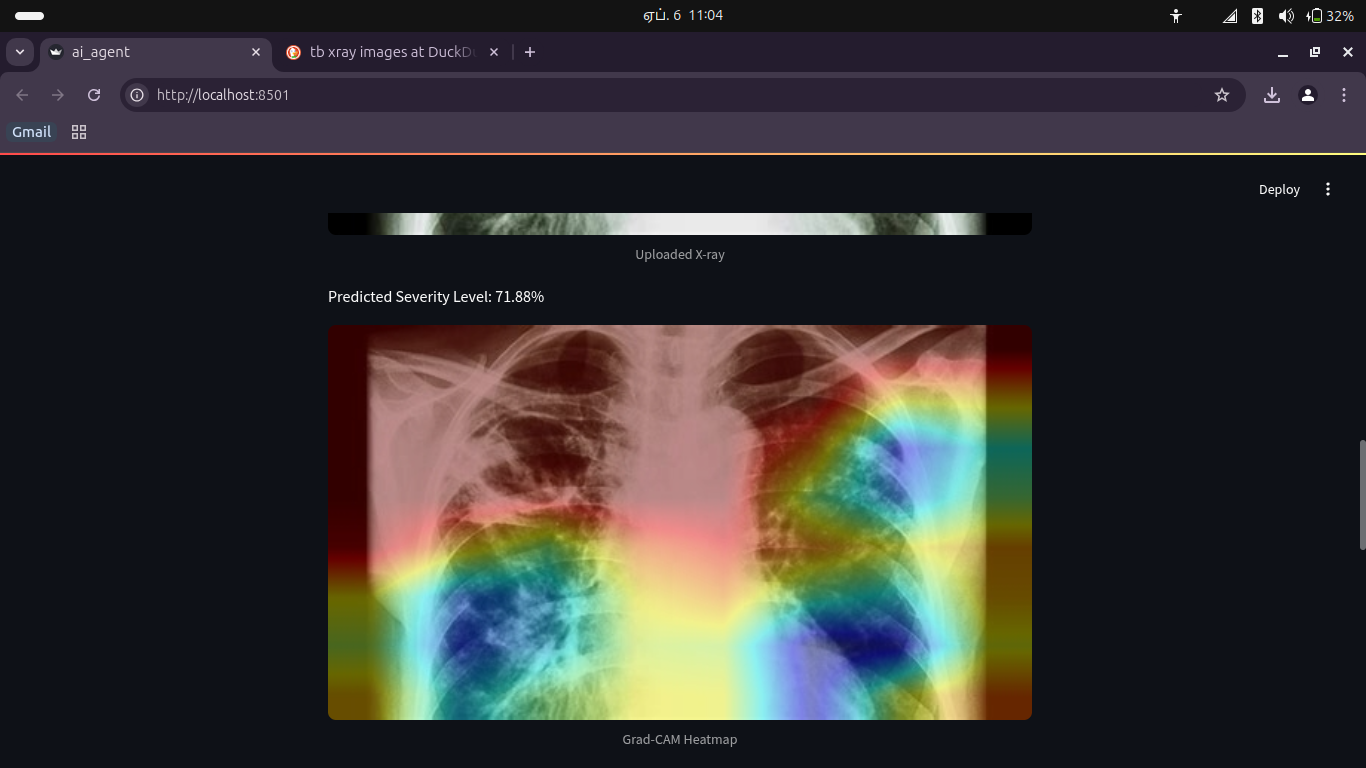 ஏப். 6 11:04
32%
ai_agent
tb xray images at DuckD
http://localhost:8501
Gmail
Deploy
Uploaded X-ray
Predicted Severity Level: 71.88%
Grad-CAM Heatmap